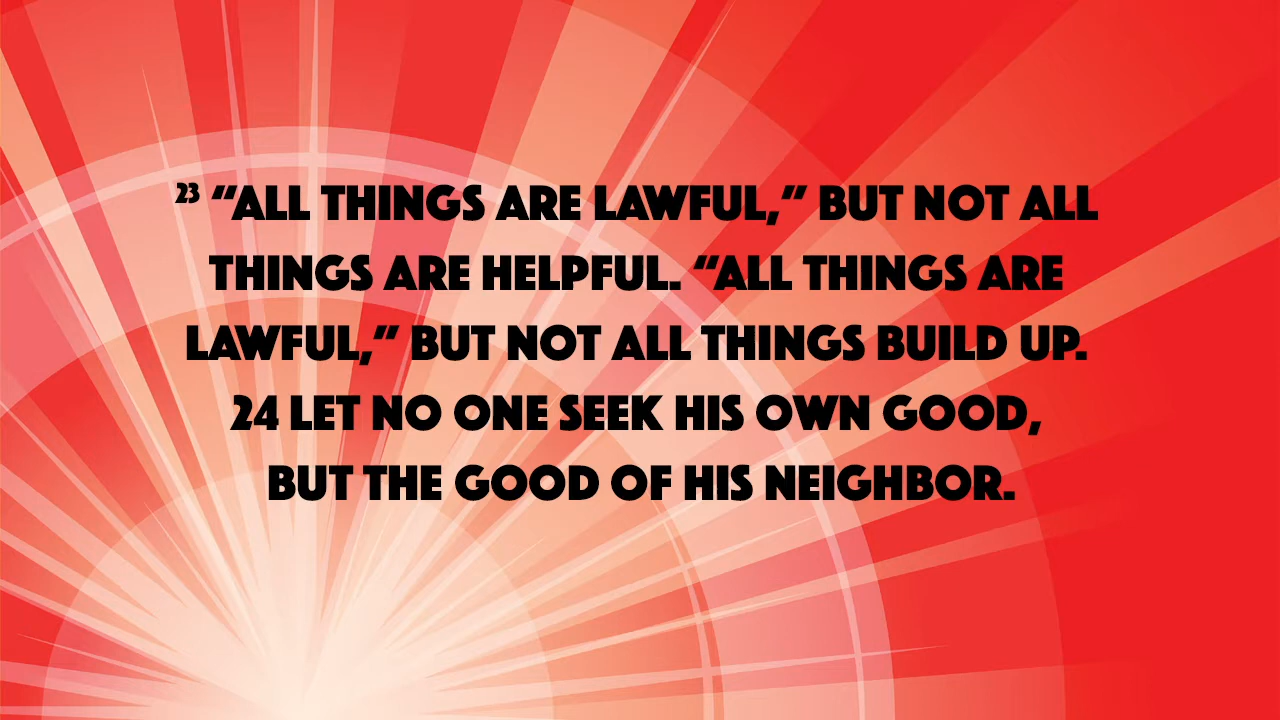 23 “ALL THINGS ARE LAWFUL,” BUT NOT ALL
THINGS ARE HELPFUL. “ALL THINGS ARE
LAWFUL,” BUT NOT ALL THINGS BUILD UP.
24 LET NO ONE SEEK HIS OWN GOOD,
BUT THE GOOD OF HIS NEIGHBOR.